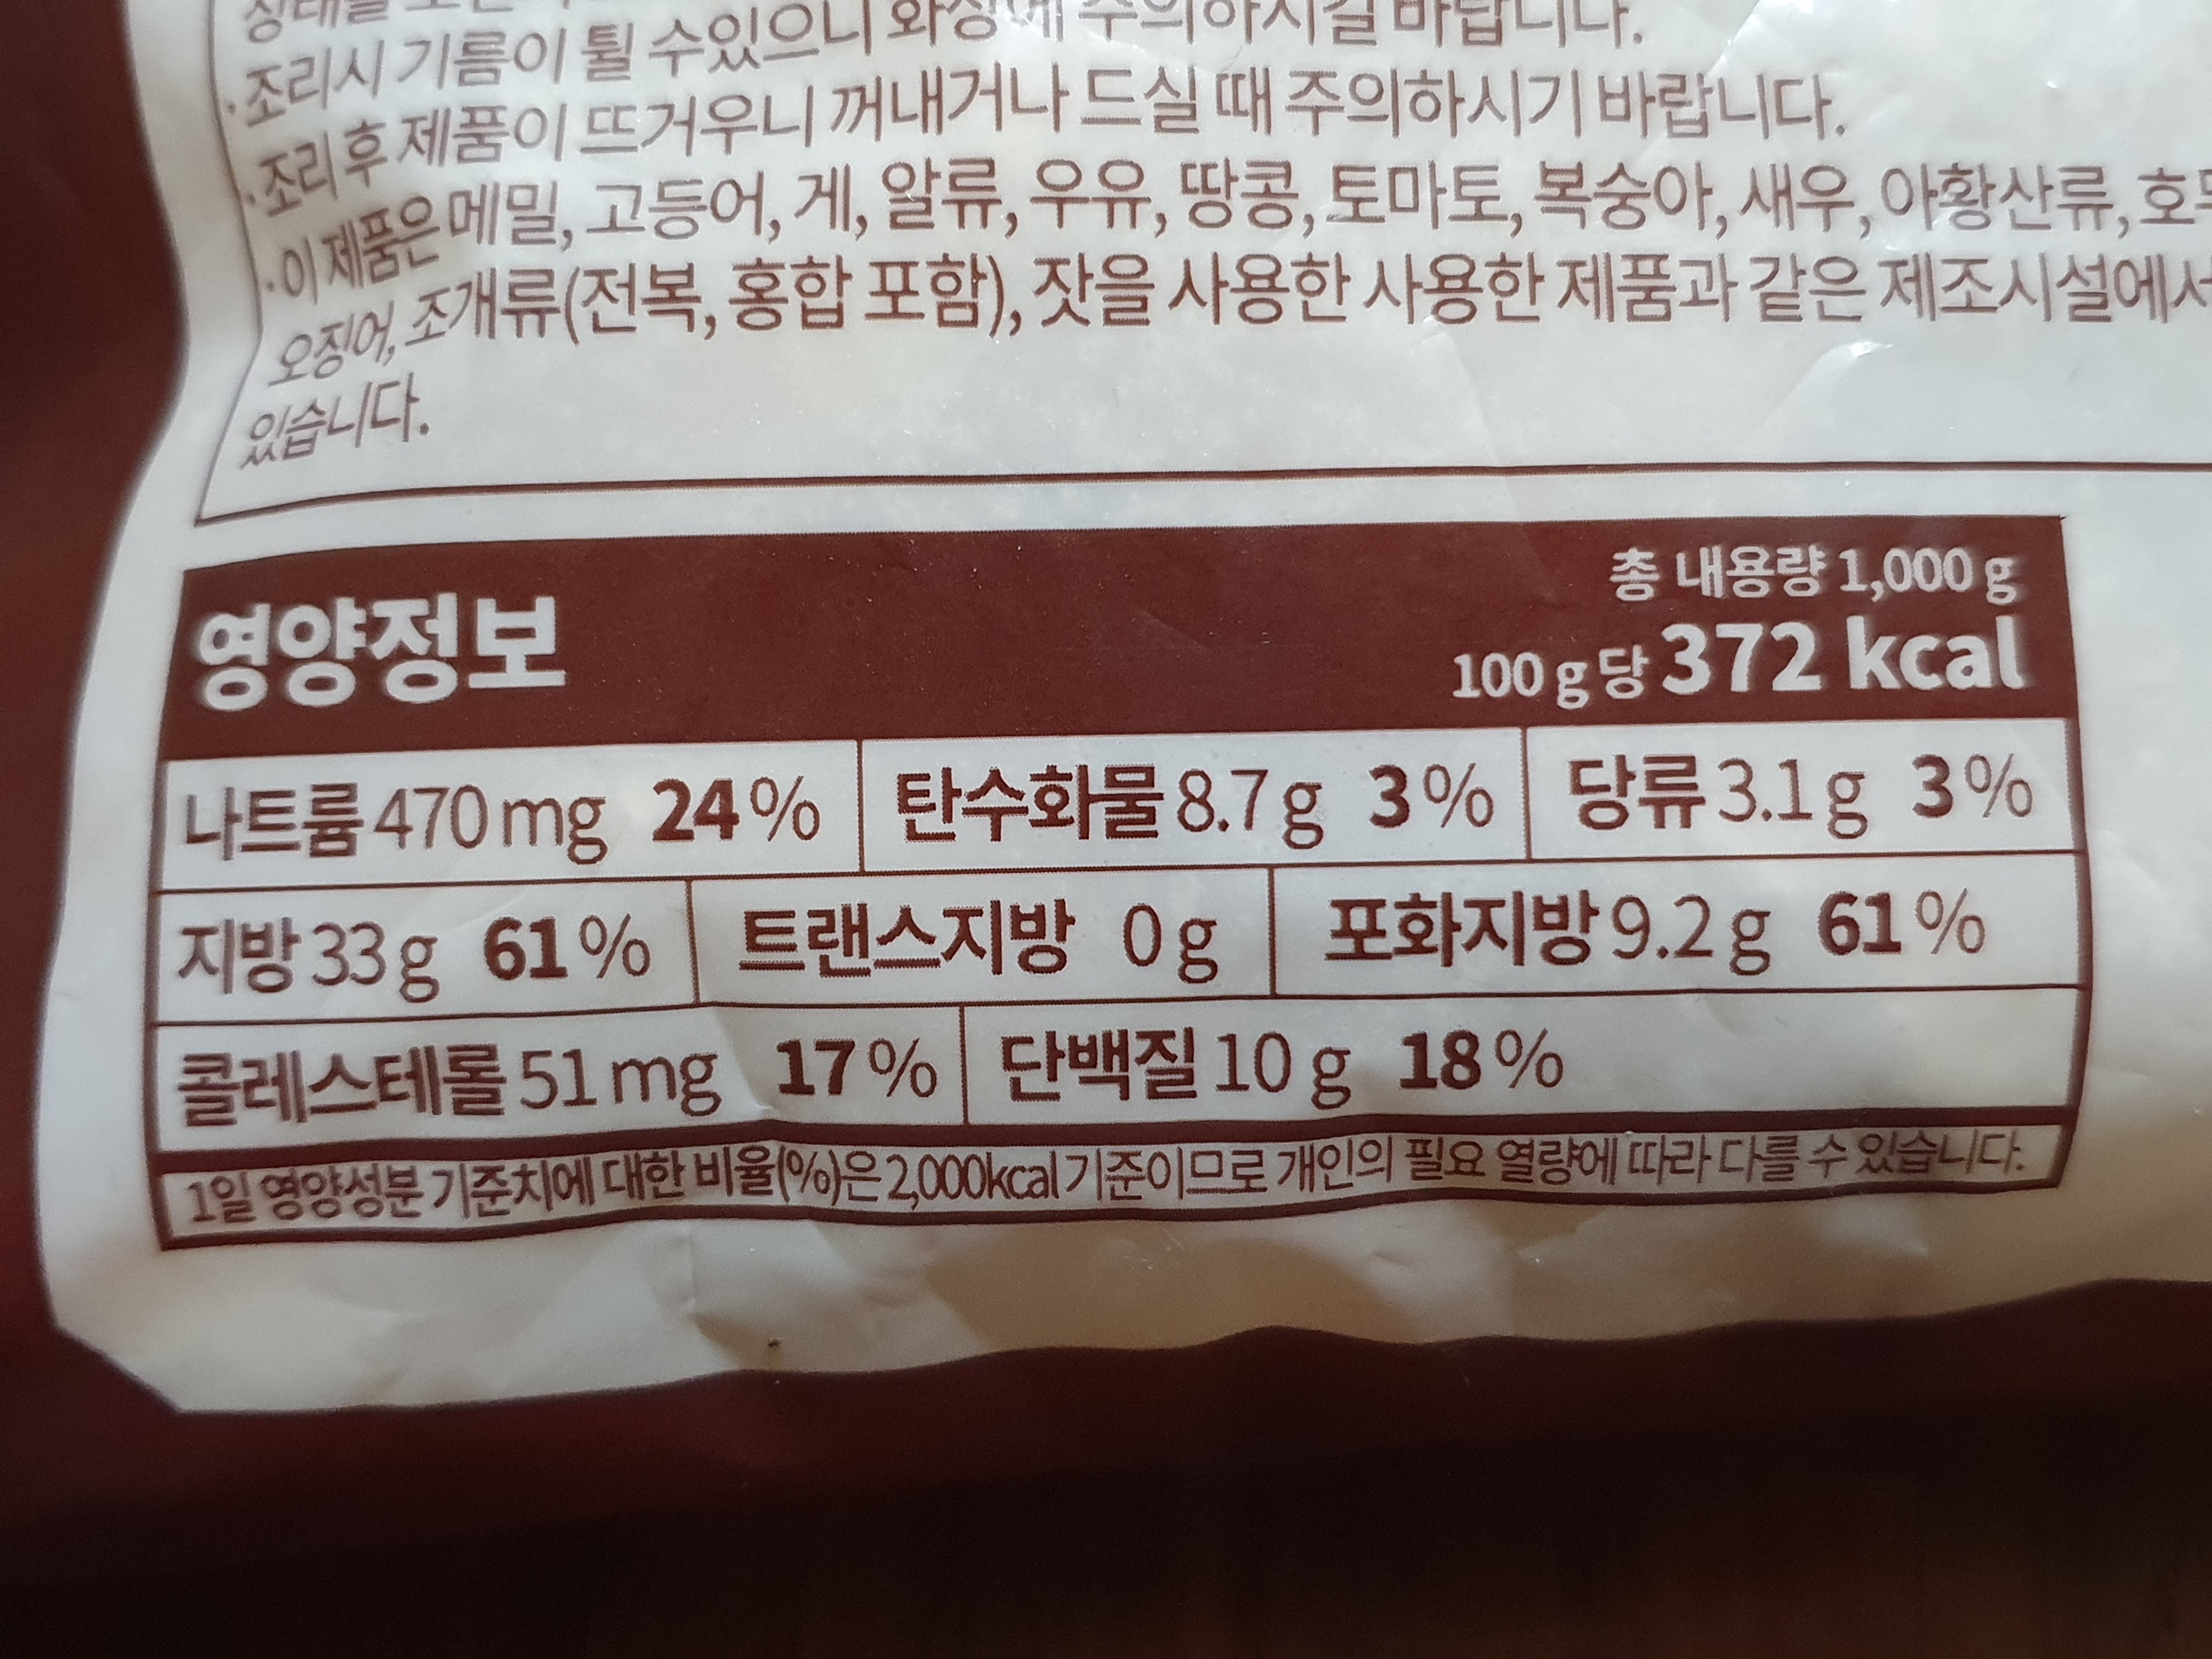 ·조리시 기름이 튈 수있으니 화상에 주의하시길 바랍니다.
·조리 후 제품이 뜨거우니 꺼내거나 드실 때 주의하시기 바랍니다.
·이 제품은 메밀, 고등어, 게, 알류, 우유, 땅콩, 토마토, 복숭아, 새우, 아황산류,
오징어, 조개류(전복, 홍합 포함), 잣을 사용한 사용한 제품과 같은 제조시설에서
있습니다.
총 내용량 1,000 g
영양정보
100 g당 372 kcal
나트륨 470 mg 24% 탄수화물 8.7 g 3% 당류 3.1 g 3%
지방 33 g 61% 트랜스지방 0 g 포화지방 9.2 g 61%
콜레스테롤 51 mg 17% 단백질 10 g 18%
1일 영양성분 기준치에 대한 비율(%)은 2,000kcal 기준이므로 개인의 필요 열량에 따라 다를 수 있습니다.